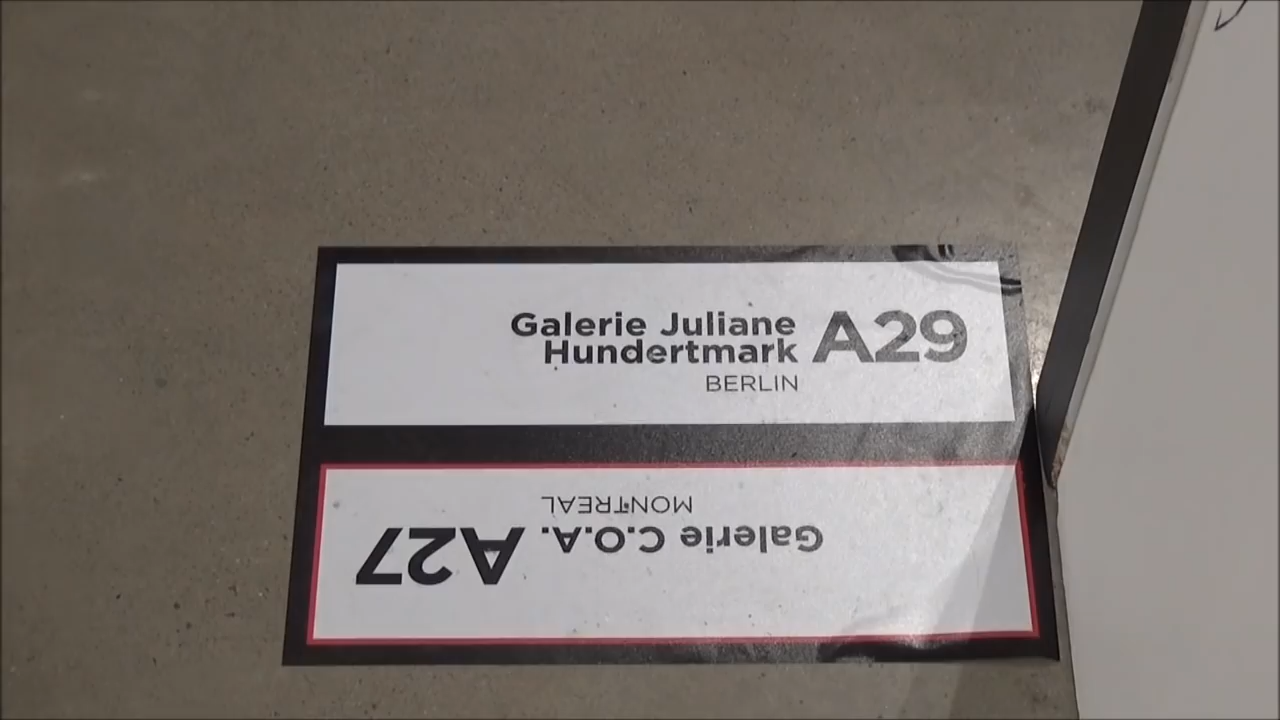 Galerie Juliane
Hundertmark
BERLIN
A29
Galerie C.O.A.
MONTREAL
A27